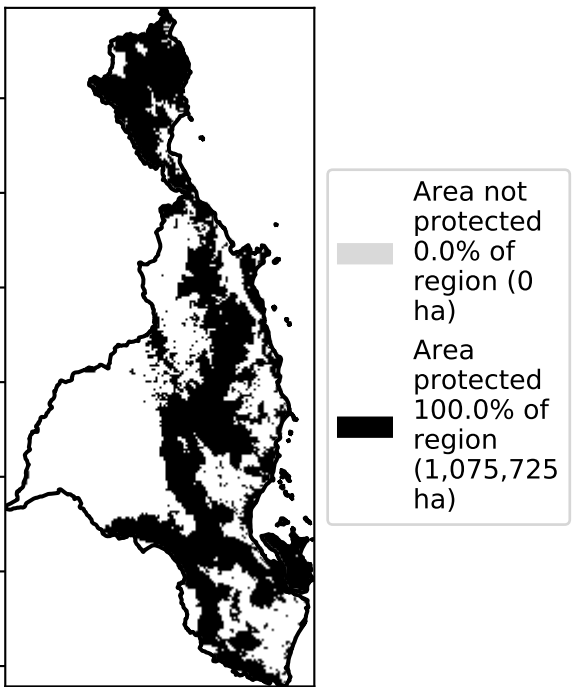 Area not
protected
0.0% of
region (0
ha)
Area
protected
100.0% of
region
(1,075,725
ha)